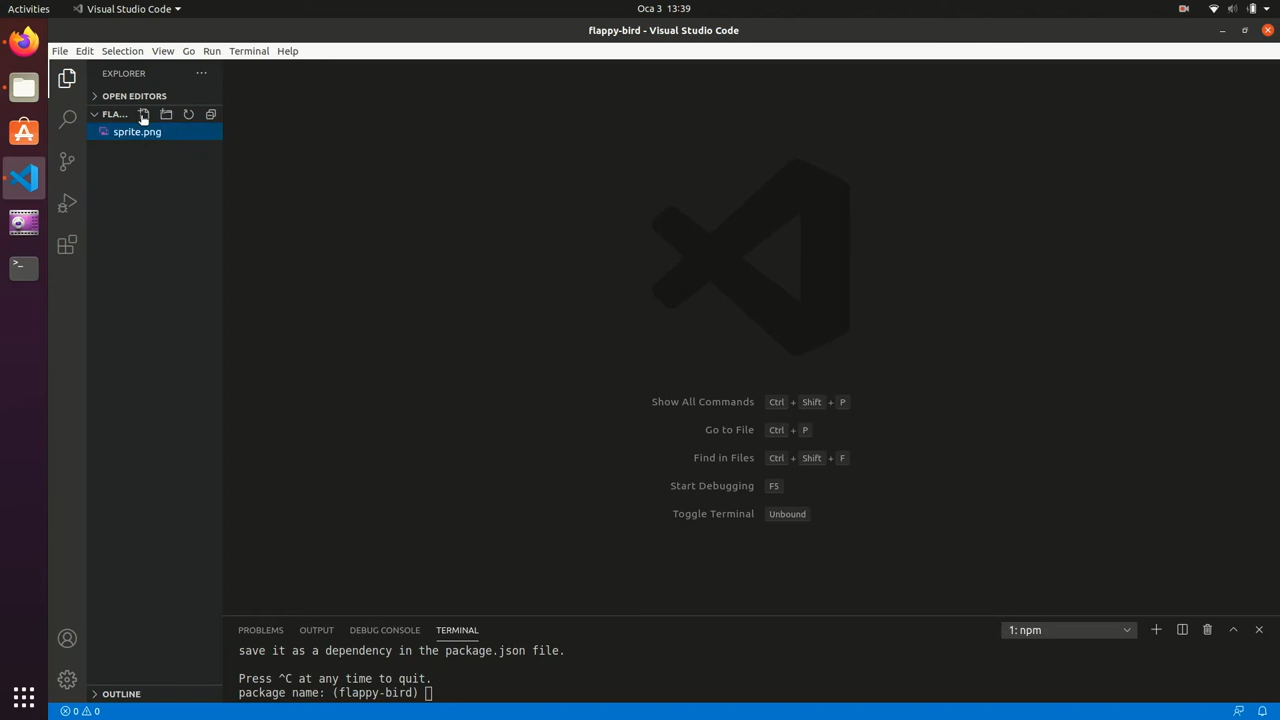 Activities
Visual Studio Code
Oca 3 13:39
flappy-bird - Visual Studio Code
File Edit Selection View Go Run Terminal Help
EXPLORER
OPEN EDITORS
FLA...
sprite.png
Show All Commands Ctrl + Shift + P
Go to File Ctrl + P
Find in Files Ctrl + Shift + F
Start Debugging F5
Toggle Terminal Unbound
PROBLEMS OUTPUT DEBUG CONSOLE TERMINAL
1: npm
save it as a dependency in the package.json file.
Press ^C at any time to quit.
package name: (flappy-bird)
OUTLINE
0 0